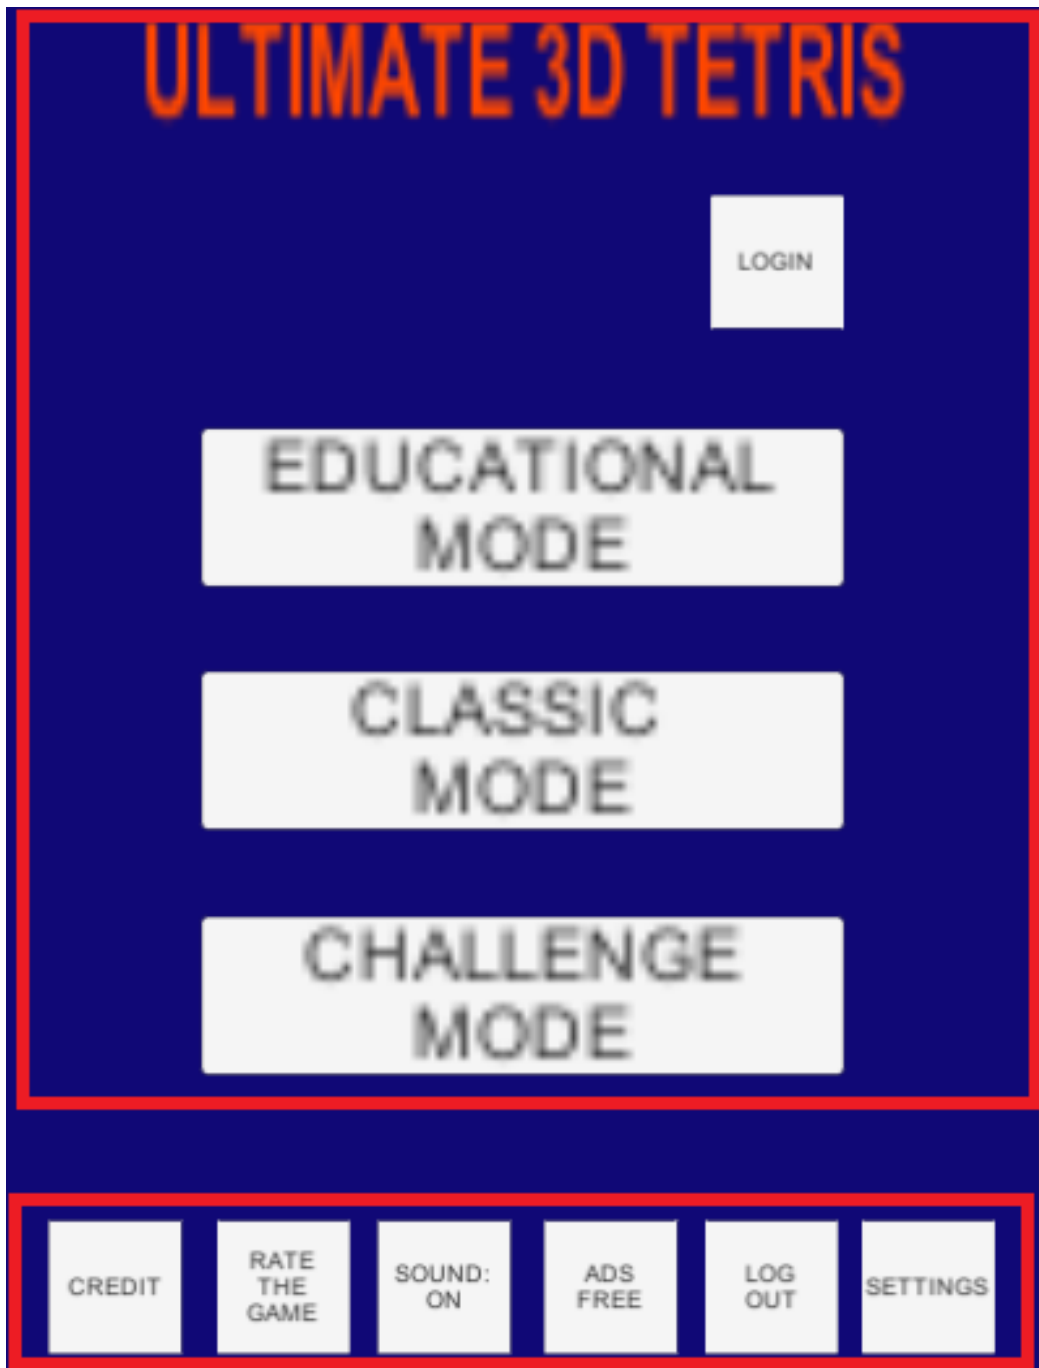 ULTIMATE 3D TETRIS
LOGIN
EDUCATIONAL
MODE
CLASSIC
MODE
CHALLENGE
MODE
CREDIT
RATE
THE
GAME
SOUND:
ON
ADS
FREE
LOG
OUT
SETTINGS